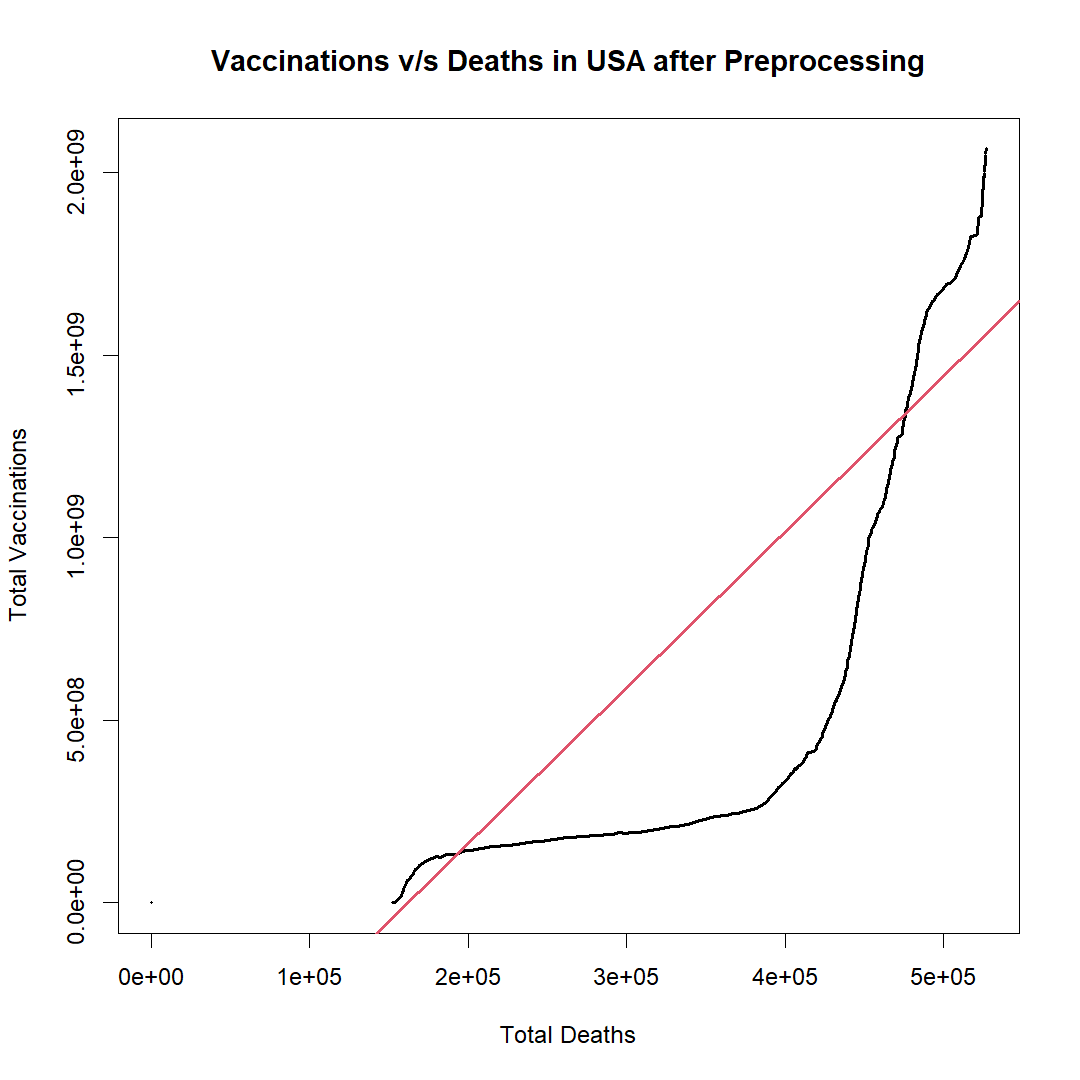 Vaccinations v/s Deaths in USA after Preprocessing
2.0e+09
1.5e+09
1.0e+09
5.0e+08
0.0e+00
Total Vaccinations
0e+00 1e+05 2e+05 3e+05 4e+05 5e+05
Total Deaths